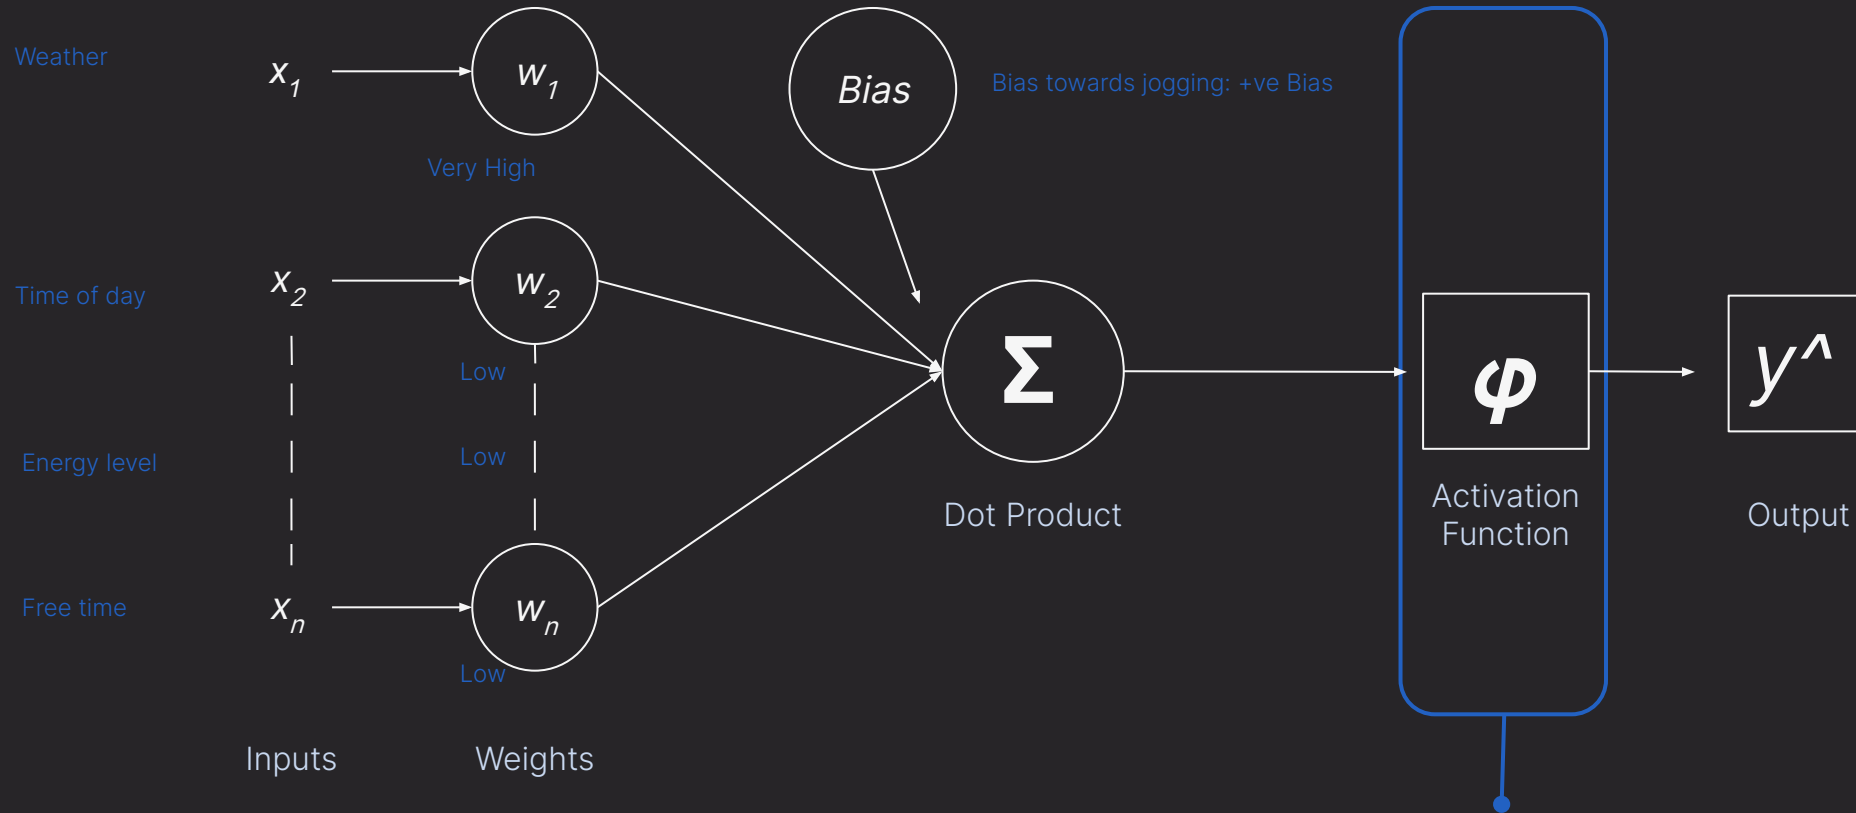 Weather
x1
w1
Bias
Bias towards jogging: +ve Bias
Very High
Time of day
x2
w2
Low
Σ
φ
y^
Energy level
Low
Dot Product
Activation
Function
Output
Free time
xn
wn
Low
Inputs
Weights